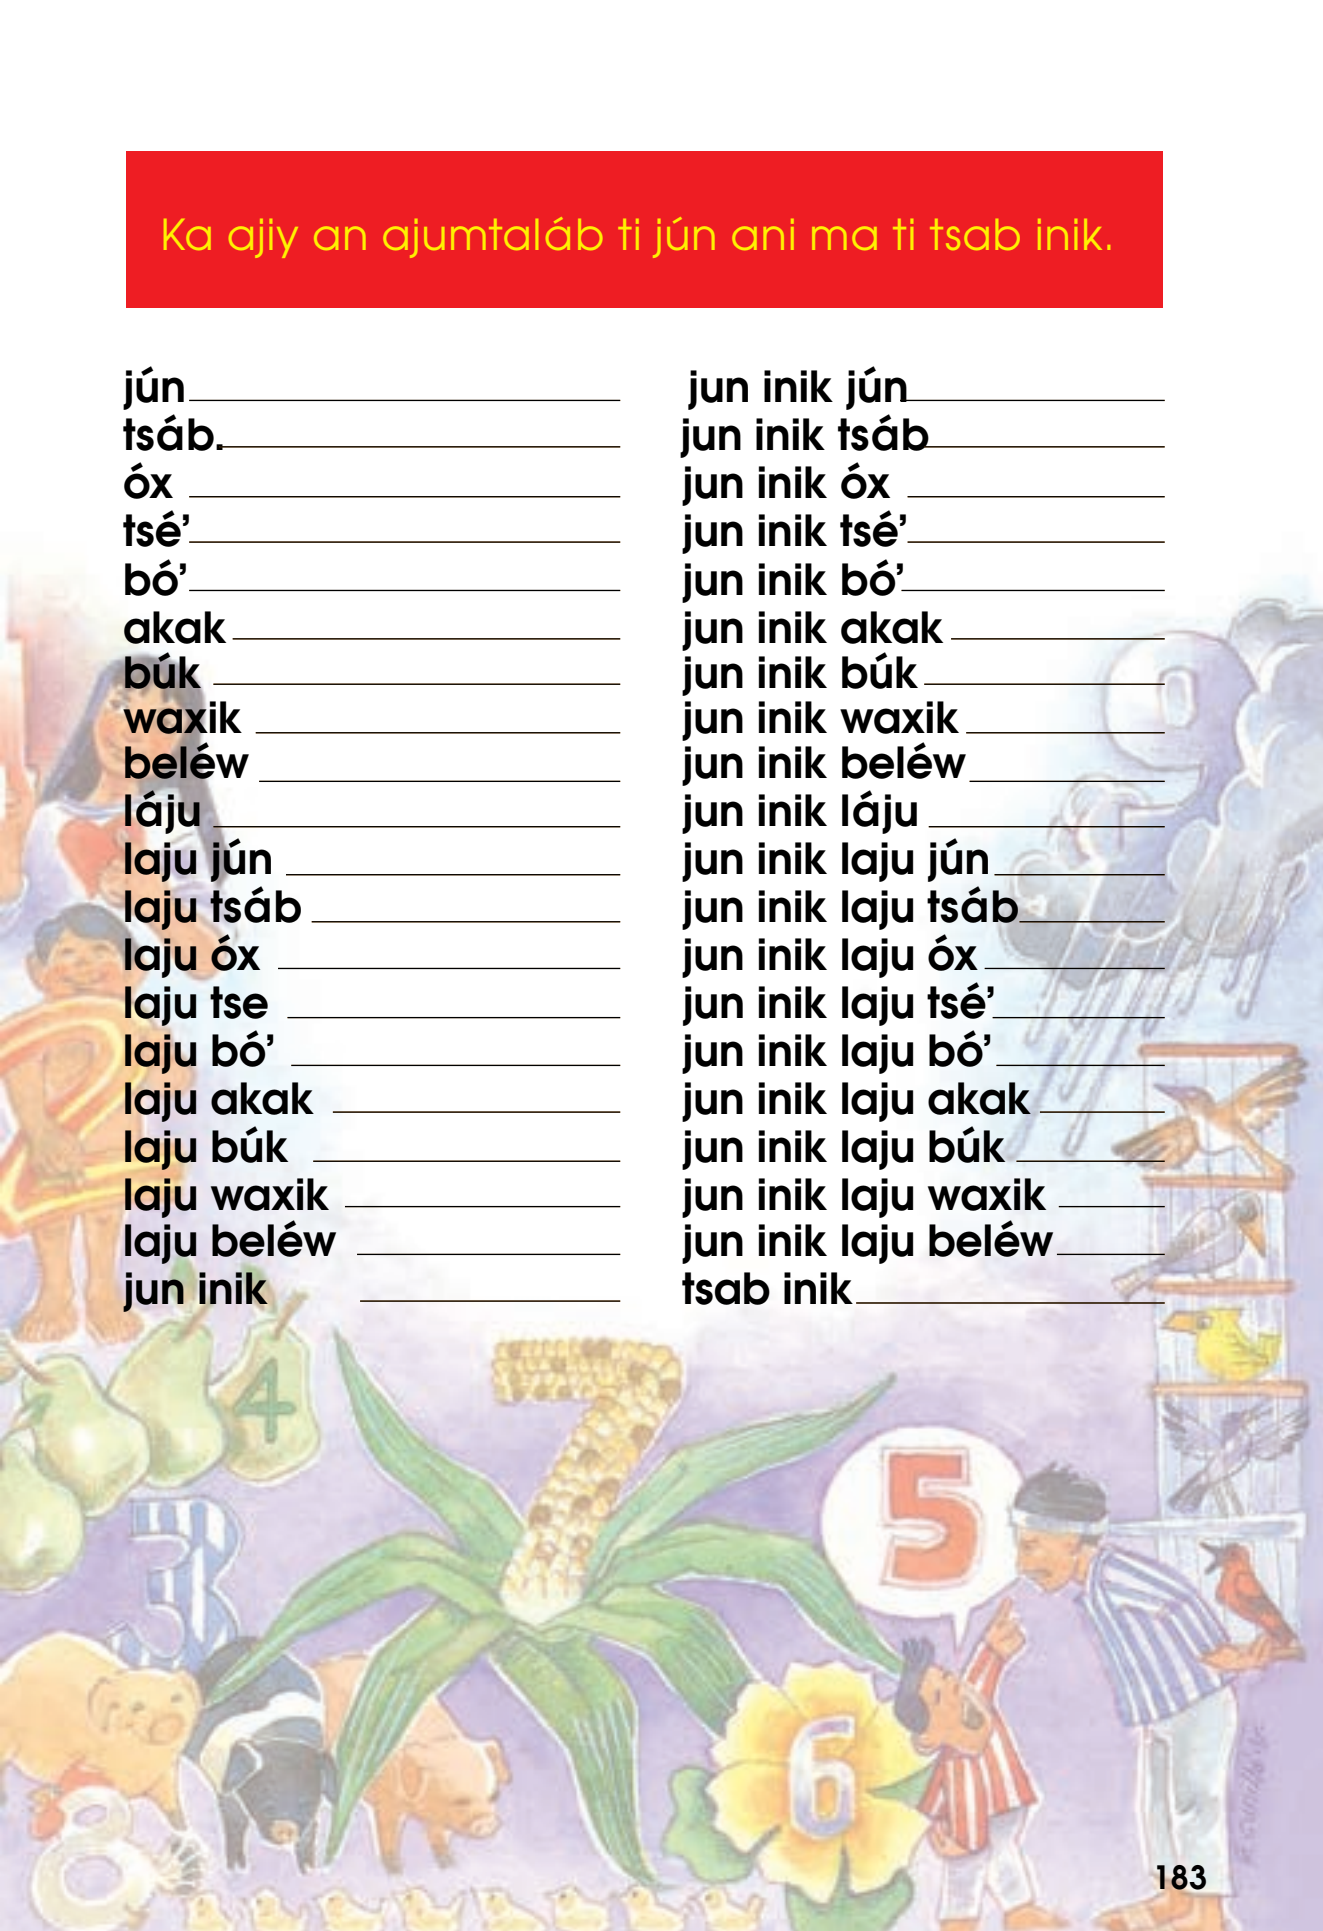 Ka ajiy an ajumtaláb ti jún ani ma ti tsab inik.
jún
tsáb.
óx
tsé’
bó’
akak
búk
waxik
beléw
láju
laju jún
laju tsáb
laju óx
laju tse
laju bó’
laju akak
laju búk
laju waxik
laju beléw
jun inik
jun inik jún
jun inik tsáb
jun inik óx
jun inik tsé’
jun inik bó’
jun inik akak
jun inik búk
jun inik waxik
jun inik beléw
jun inik láju
jun inik laju jún
jun inik laju tsáb
jun inik laju óx
jun inik laju tsé’
jun inik laju bó’
jun inik laju akak
jun inik laju búk
jun inik laju waxik
jun inik laju beléw
tsab inik
9
4
7
5
3
6
8
183